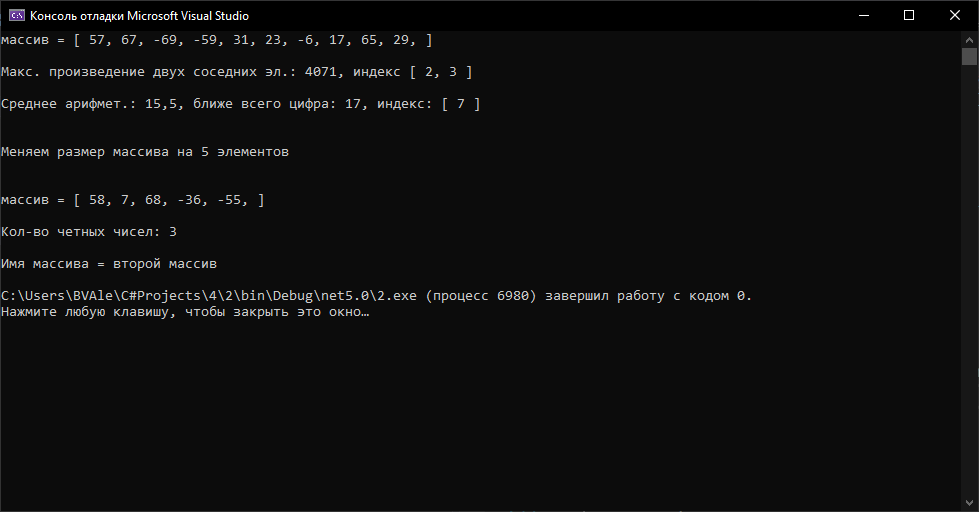 Консоль отладки Microsoft Visual Studio
массив = [ 57, 67, -69, -59, 31, 23, -6, 17, 65, 29, ]
Макс. произведение двух соседних эл.: 4071, индекс [ 2, 3 ]
Среднее арифмет.: 15,5, ближе всего цифра: 17, индекс: [ 7 ]
Меняем размер массива на 5 элементов
массив = [ 58, 7, 68, -36, -55, ]
Кол-во четных чисел: 3
Имя массива = второй массив
C:\Users\BVAle\C#Projects\4\2\bin\Debug\net5.0\2.exe (процесс 6980) завершил работу с кодом 0.
Нажмите любую клавишу, чтобы закрыть это окно…